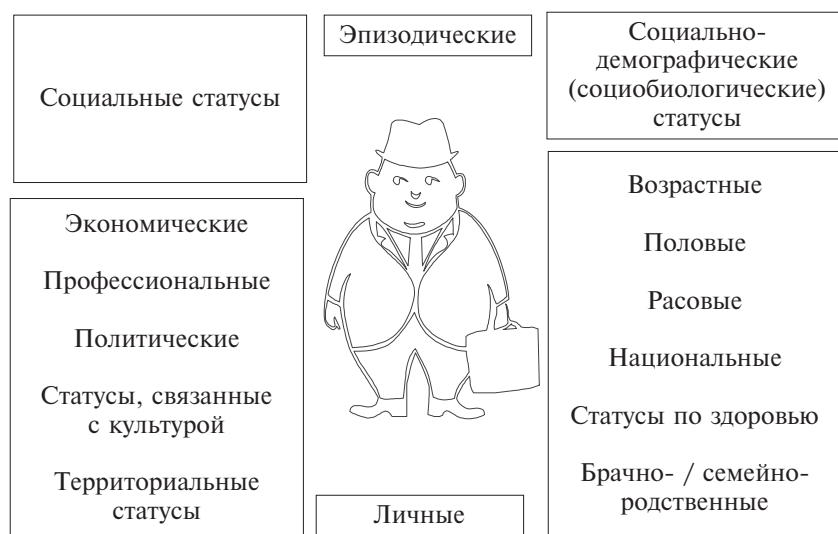 Социальные статусы
Экономические
Профессиональные
Политические
Статусы, связанные
с культурой
Территориальные
статусы
Эпизодические
Личные
Социально-
демографические
(социобиологические)
статусы
Возрастные
Половые
Расовые
Национальные
Статусы по здоровью
Брачно- / семейно-
родственные